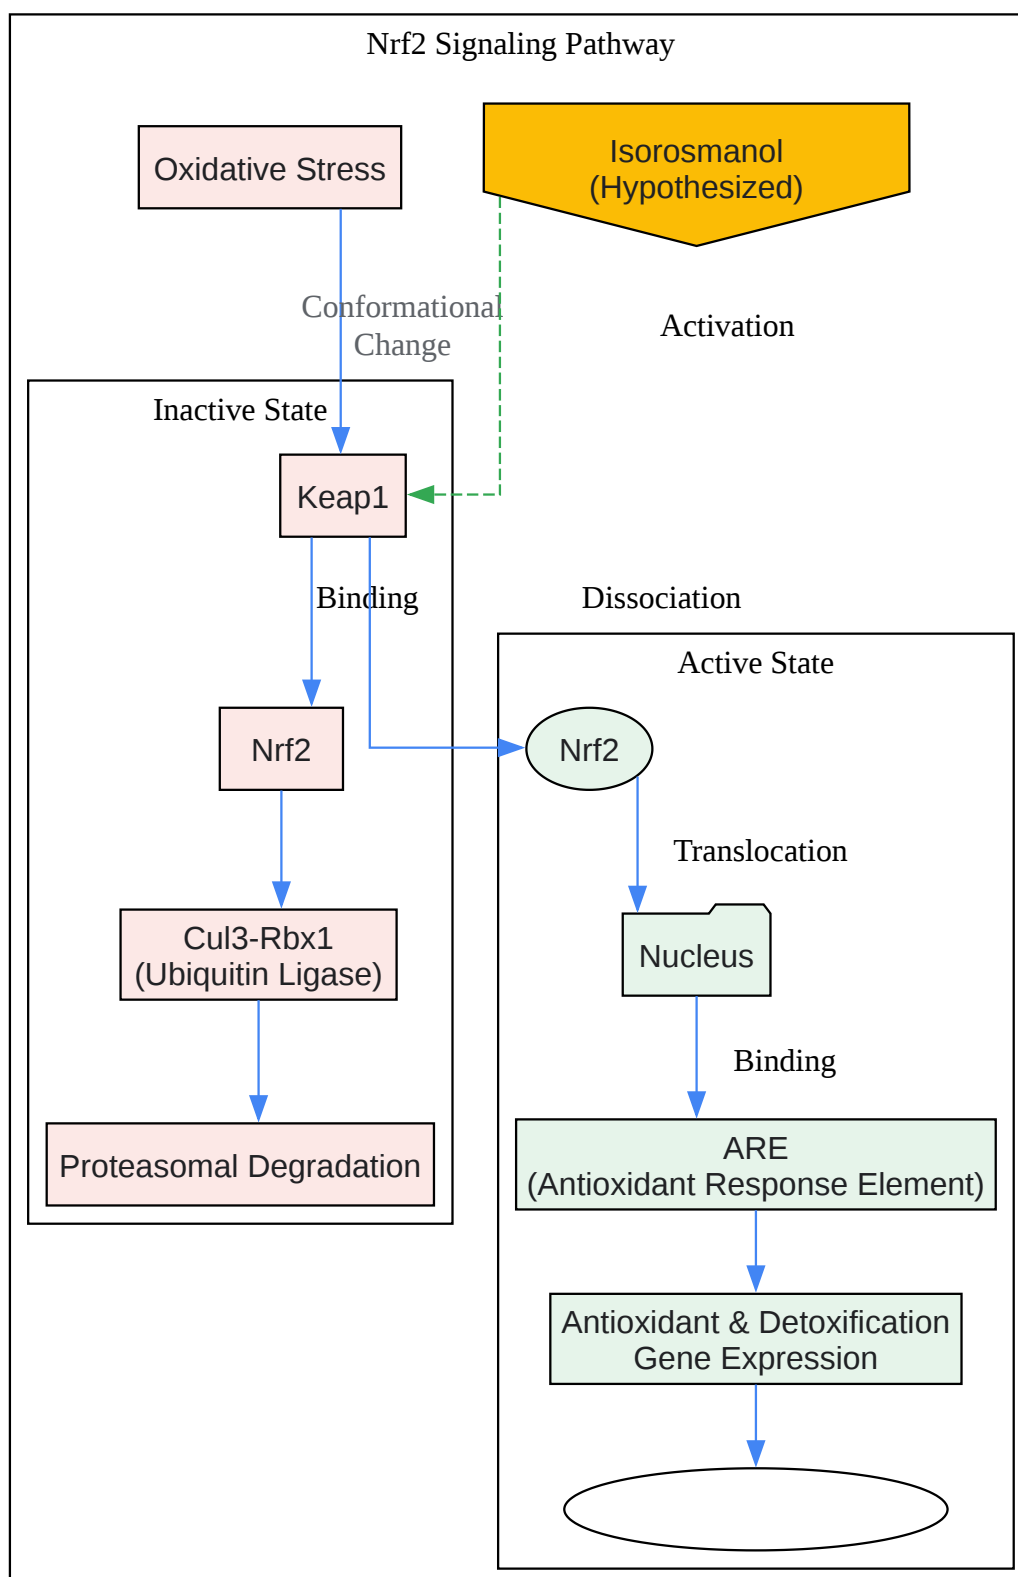 Nrf2 Signaling Pathway
Oxidative Stress
Isorosmanol
(Hypothesized)
Conformational
Change
Activation
Inactive State
Keap1
Binding
Dissociation
Active State
Nrf2
Nrf2
Translocation
Cul3-Rbx1
(Ubiquitin Ligase)
Nucleus
Binding
Proteasomal Degradation
ARE
(Antioxidant Response Element)
Antioxidant & Detoxification
Gene Expression